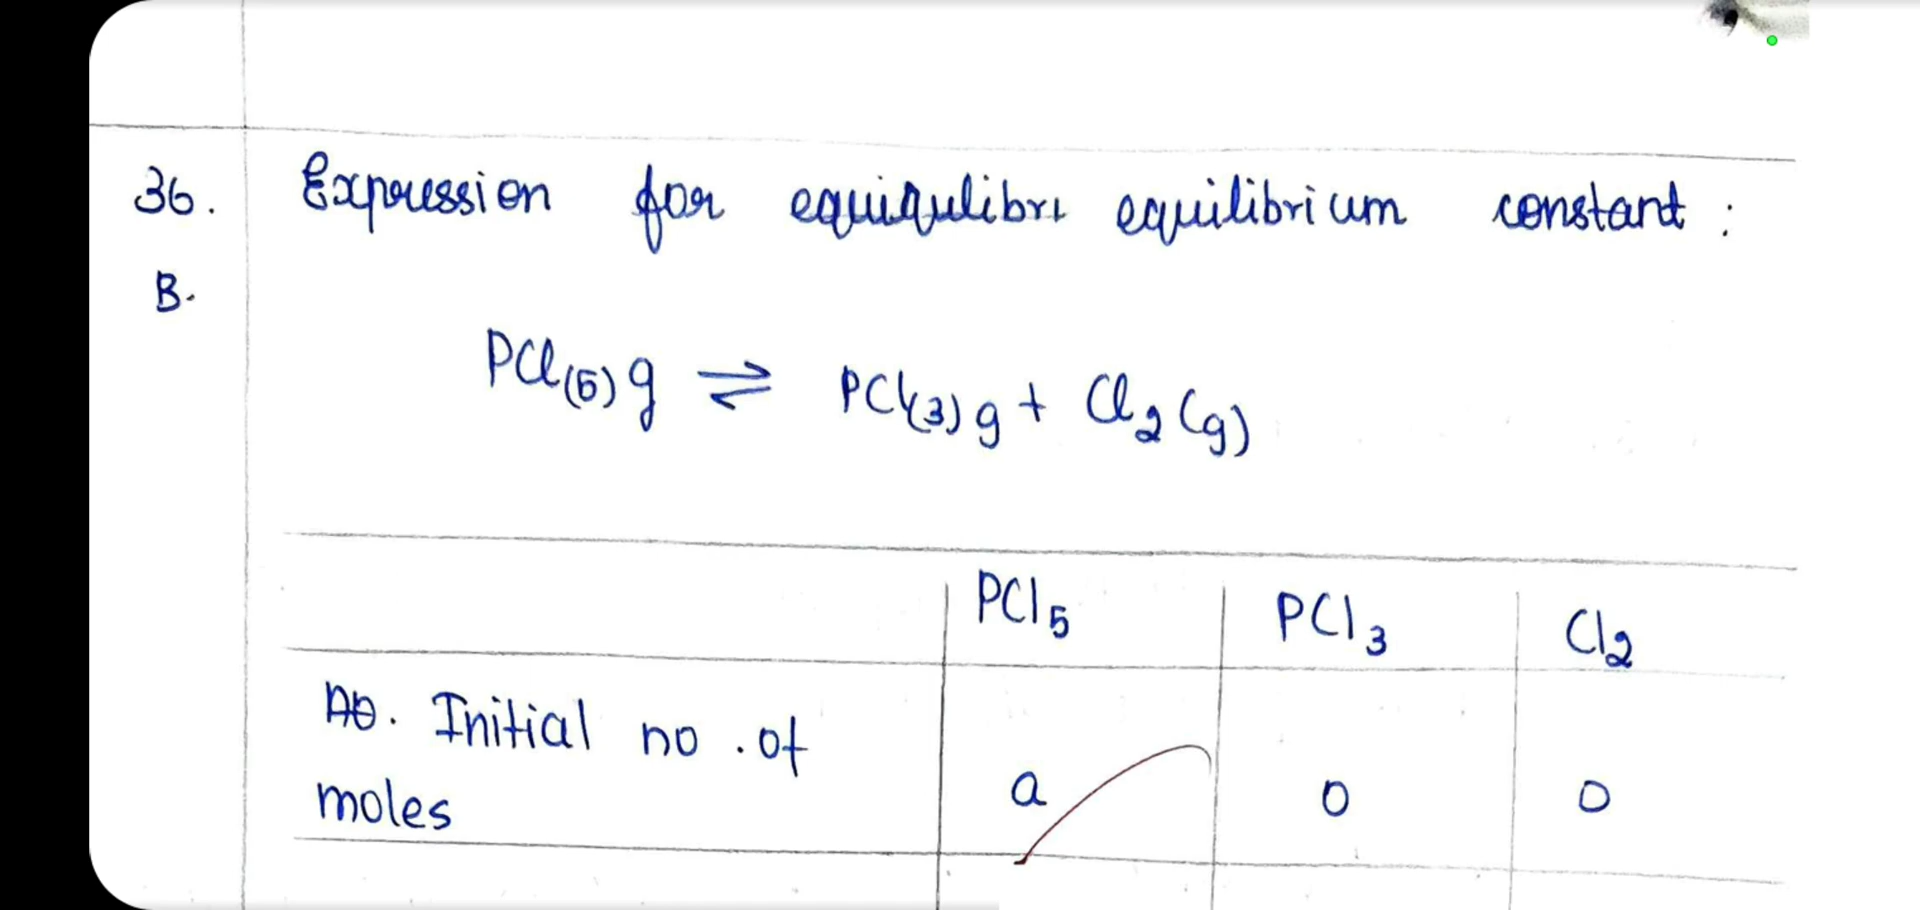 36. Expression for equiqulibri equilibrium constant :
B.
PCl(5) g ⇌ PCl(3) g + Cl2 (g)
PCl5 PCl3 Cl2
Initial no . of
moles a 0 0